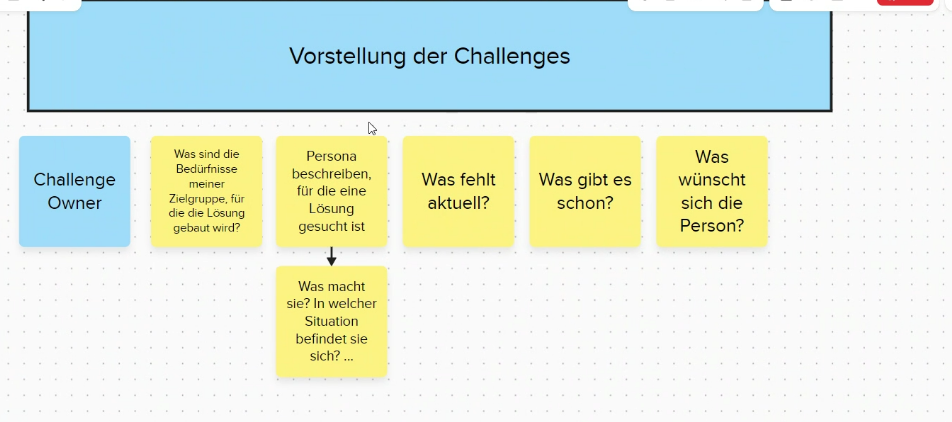 Vorstellung der Challenges
Challenge
Owner
Was sind die
Bedürfnisse
meiner
Zielgruppe, für
die die Lösung
gebaut wird?
Persona
beschreiben,
für die eine
Lösung
gesucht ist
Was fehlt
aktuell?
Was gibt es
schon?
Was
wünscht
sich die
Person?
Was macht
sie? In welcher
Situation
befindet sie
sich? ...